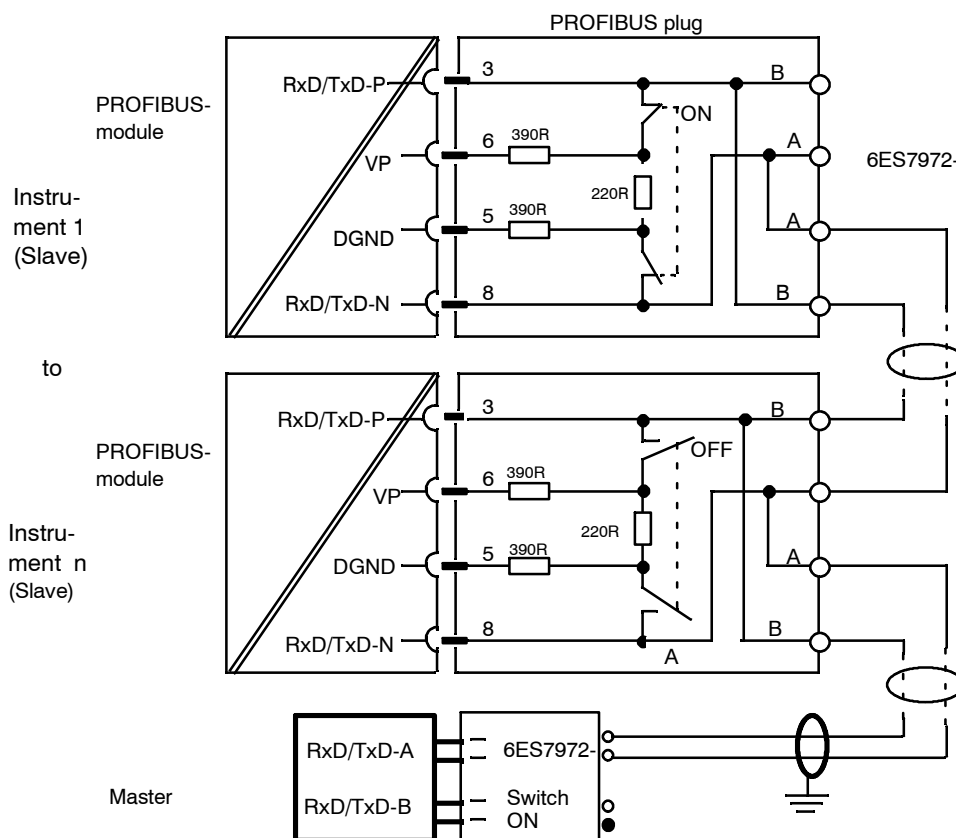 PROFIBUS plug
RxD/TxD-P
3
B
PROFIBUS-
module
ON
6
390R
A
VP
6ES7972-
Instru-
ment 1
(Slave)
220R
5
390R
DGND
A
8
B
RxD/TxD-N
to
RxD/TxD-P
3
B
PROFIBUS-
module
OFF
6
390R
VP
Instru-
ment n
(Slave)
220R
5
390R
DGND
A
8
B
RxD/TxD-N
A
RxD/TxD-A
6ES7972-
Master
RxD/TxD-B
Switch
ON